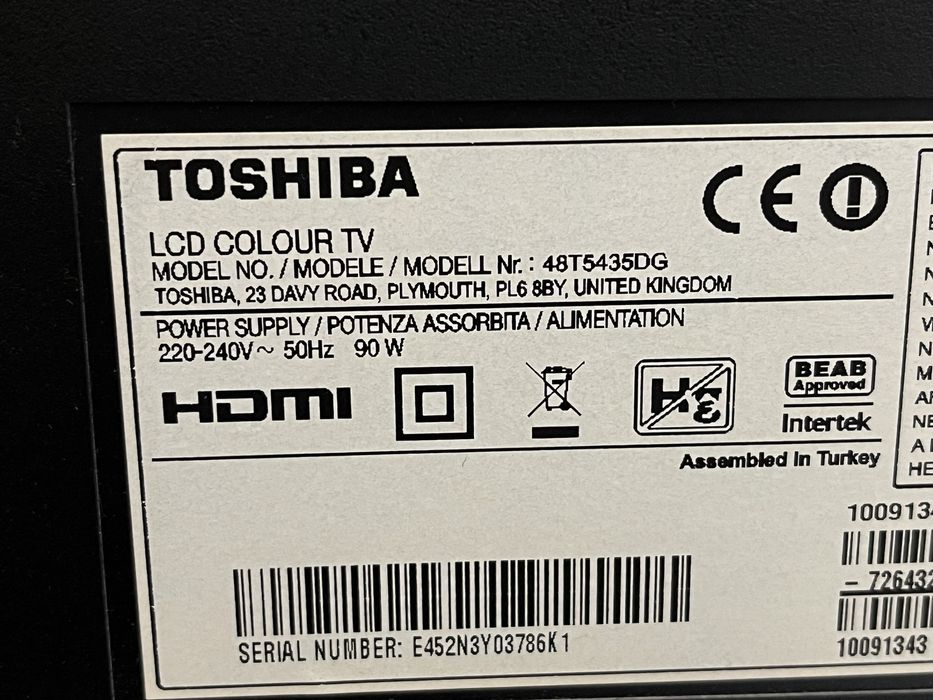 TOSHIBA
CE
LCD COLOUR TV
MODEL NO. / MODELE / MODELL Nr. : 48T5435DG
TOSHIBA, 23 DAVY ROAD, PLYMOUTH, PL6 8BY, UNITED KINGDOM
POWER SUPPLY / POTENZA ASSORBITA / ALIMENTATION
220-240V~ 50Hz 90 W
HDMI
BEAB
Approved
Intertek
Assembled in Turkey
SERIAL NUMBER: E452N3Y03786K1
10091343